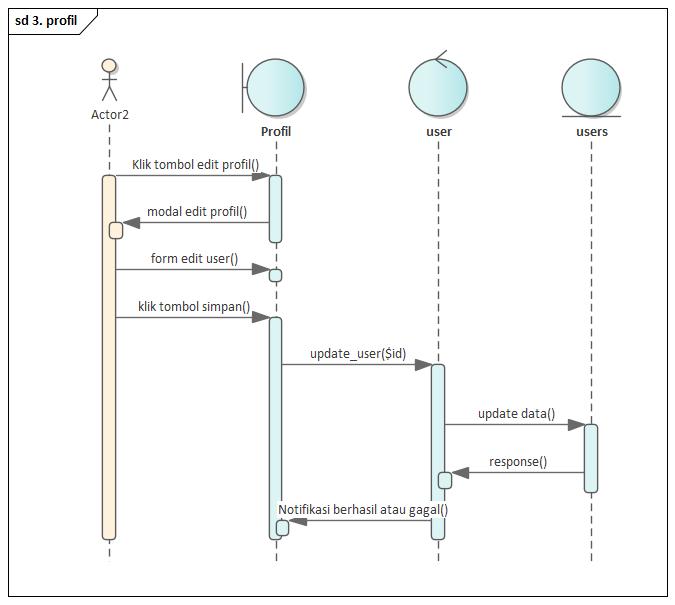 sd 3. profil
Actor2
Profil
user
users
Klik tombol edit profil()
modal edit profil()
form edit user()
klik tombol simpan()
update_user($id)
update data()
response()
Notifikasi berhasil atau gagal()